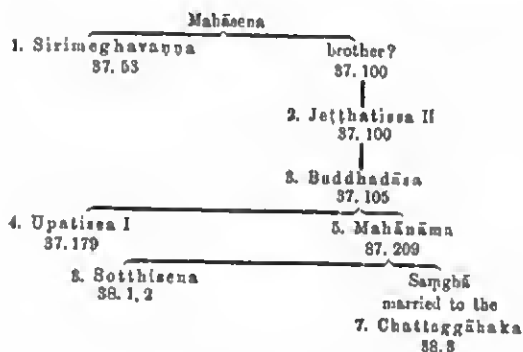 Mahāsena
1. Sirimeghavaṇṇa brother?
37. 53 37. 100
2. Jeṭṭhatissa II
37. 100
3. Buddhadāsa
37. 105
4. Upatissa I 5. Mahānāma
37. 179 37. 209
6. Sotthisena Saṃghā
38. 1, 2 married to the
7. Chattaggāhaka
38. 3